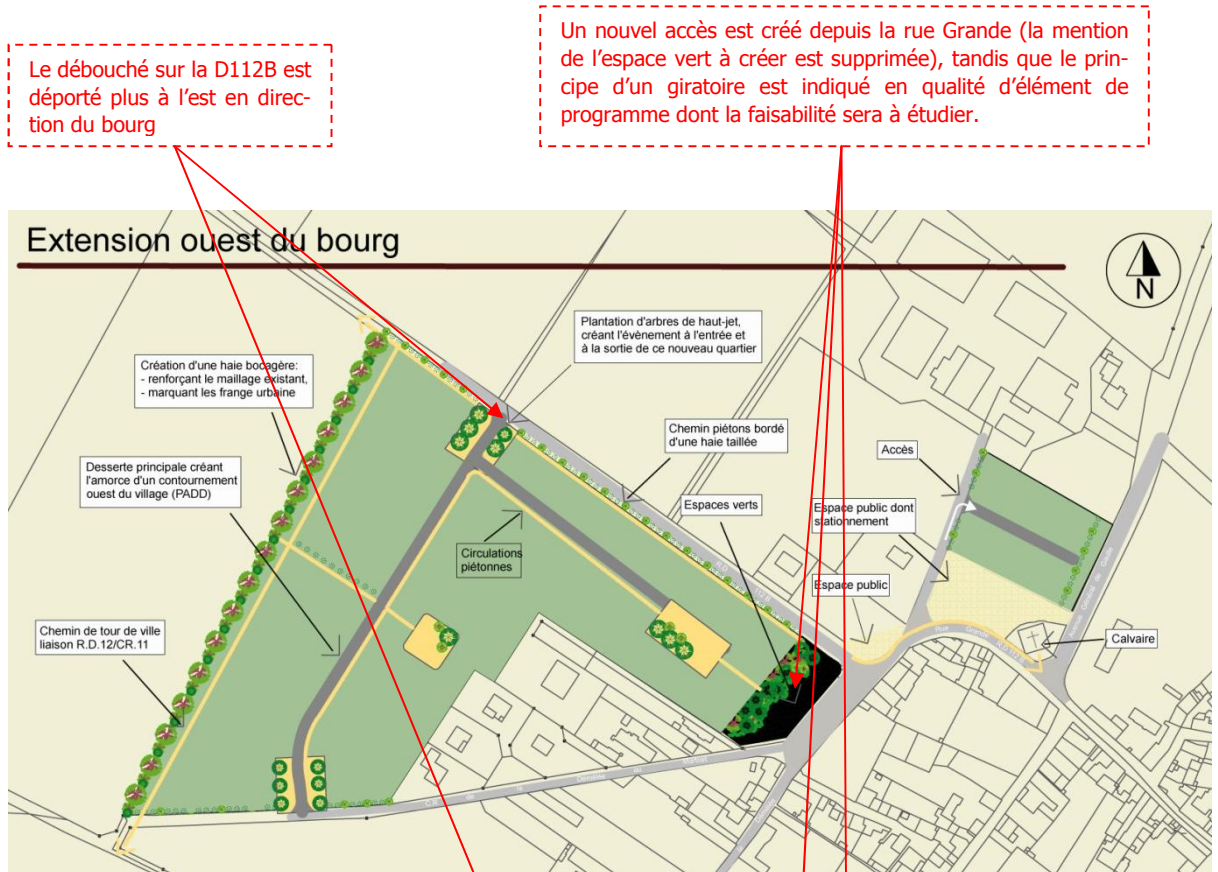 Un nouvel accès est créé depuis la rue Grande (la mention
de l'espace vert à créer est supprimée), tandis que le prin-
cipe d'un giratoire est indiqué en qualité d'élément de
programme dont la faisabilité sera à étudier.
Le débouché sur la D112B est
déporté plus à l'est en direc-
tion du bourg
Extension ouest du bourg
N
Plantation d'arbres de haut-jet,
créant l'évènement à l'entrée et
à la sortie de ce nouveau quartier
Création d'une haie bocagère:
- renforçant le maillage existant,
- marquant les frange urbaine
Chemin piétons bordé
d'une haie taillée
Accès
Desserte principale créant
l'amorce d'un contournement
ouest du village (PADD)
Espaces verts
Espace public dont
stationnement
Circulations
piétonnes
Espace public
Chemin de tour de ville
liaison R.D.12/CR.11
Calvaire
Rue Grande R.D.112 B